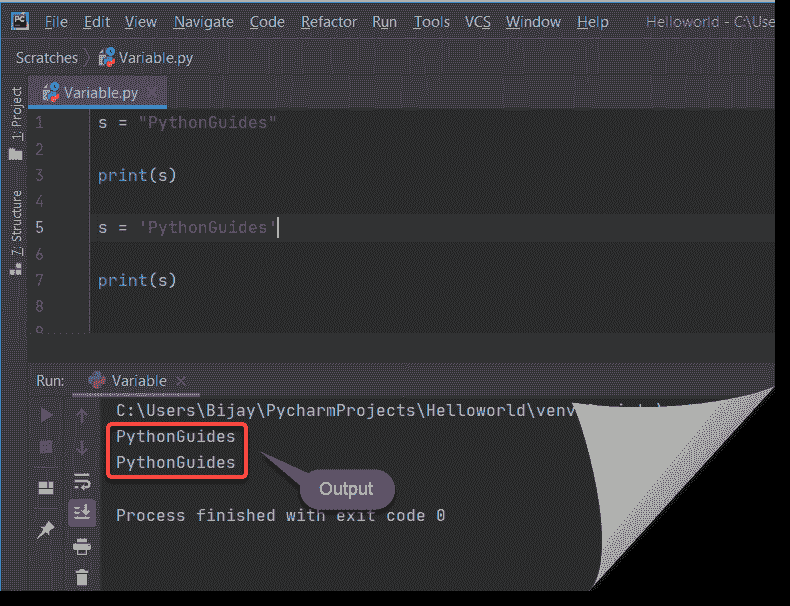 PC File Edit View Navigate Code Refactor Run Tools VCS Window Help Helloworld - C:\Use
Scratches Variable.py
Variable.py
1: Project
Z: Structure
1 s = "PythonGuides"
2
3 print(s)
4
5 s = 'PythonGuides'
6
7 print(s)
8
9
Run: Variable
C:\Users\Bijay\PycharmProjects\Helloworld\venv
PythonGuides
PythonGuides
Output
Process finished with exit code 0